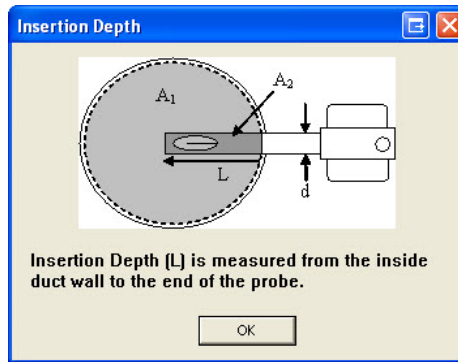 Insertion Depth
A1
A2
L
d
Insertion Depth (L) is measured from the inside
duct wall to the end of the probe.
OK